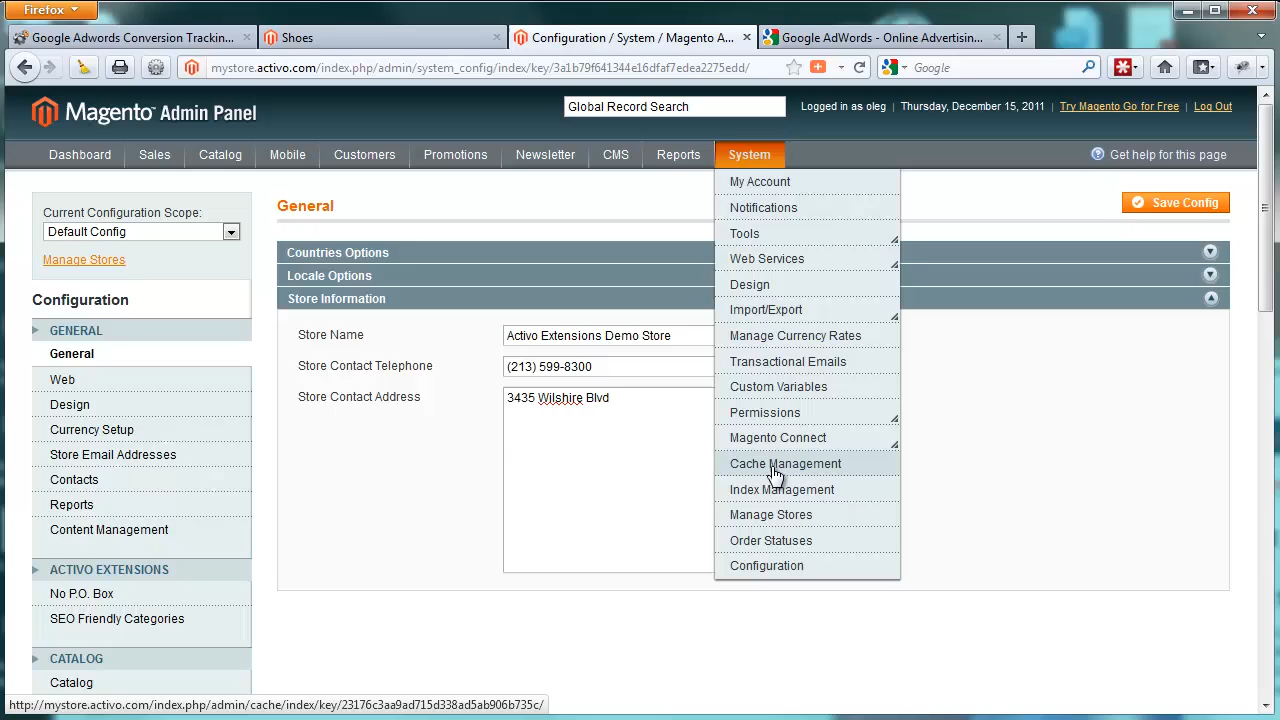 Firefox
Google Adwords Conversion Trackin...
Shoes
Configuration / System / Magento A...
Google AdWords - Online Advertisin...
mystore.activo.com/index.php/admin/system_config/index/key/3a1b79f641344e16dfaf7edea2275edd/
Google
Magento Admin Panel
Global Record Search
Logged in as oleg | Thursday, December 15, 2011 | Try Magento Go for Free | Log Out
Dashboard
Sales
Catalog
Mobile
Customers
Promotions
Newsletter
CMS
Reports
System
Get help for this page
My Account
Notifications
Tools
Web Services
Design
Import/Export
Manage Currency Rates
Transactional Emails
Custom Variables
Permissions
Magento Connect
Cache Management
Index Management
Manage Stores
Order Statuses
Configuration
Current Configuration Scope:
Default Config
Manage Stores
Configuration
GENERAL
General
Web
Design
Currency Setup
Store Email Addresses
Contacts
Reports
Content Management
ACTIVO EXTENSIONS
No P.O. Box
SEO Friendly Categories
CATALOG
Catalog
General
Save Config
Countries Options
Locale Options
Store Information
Store Name
Activo Extensions Demo Store
Store Contact Telephone
(213) 599-8300
Store Contact Address
3435 Wilshire Blvd
http://mystore.activo.com/index.php/admin/cache/index/key/23176c3aa9ad715d338ad5ab906b735c/